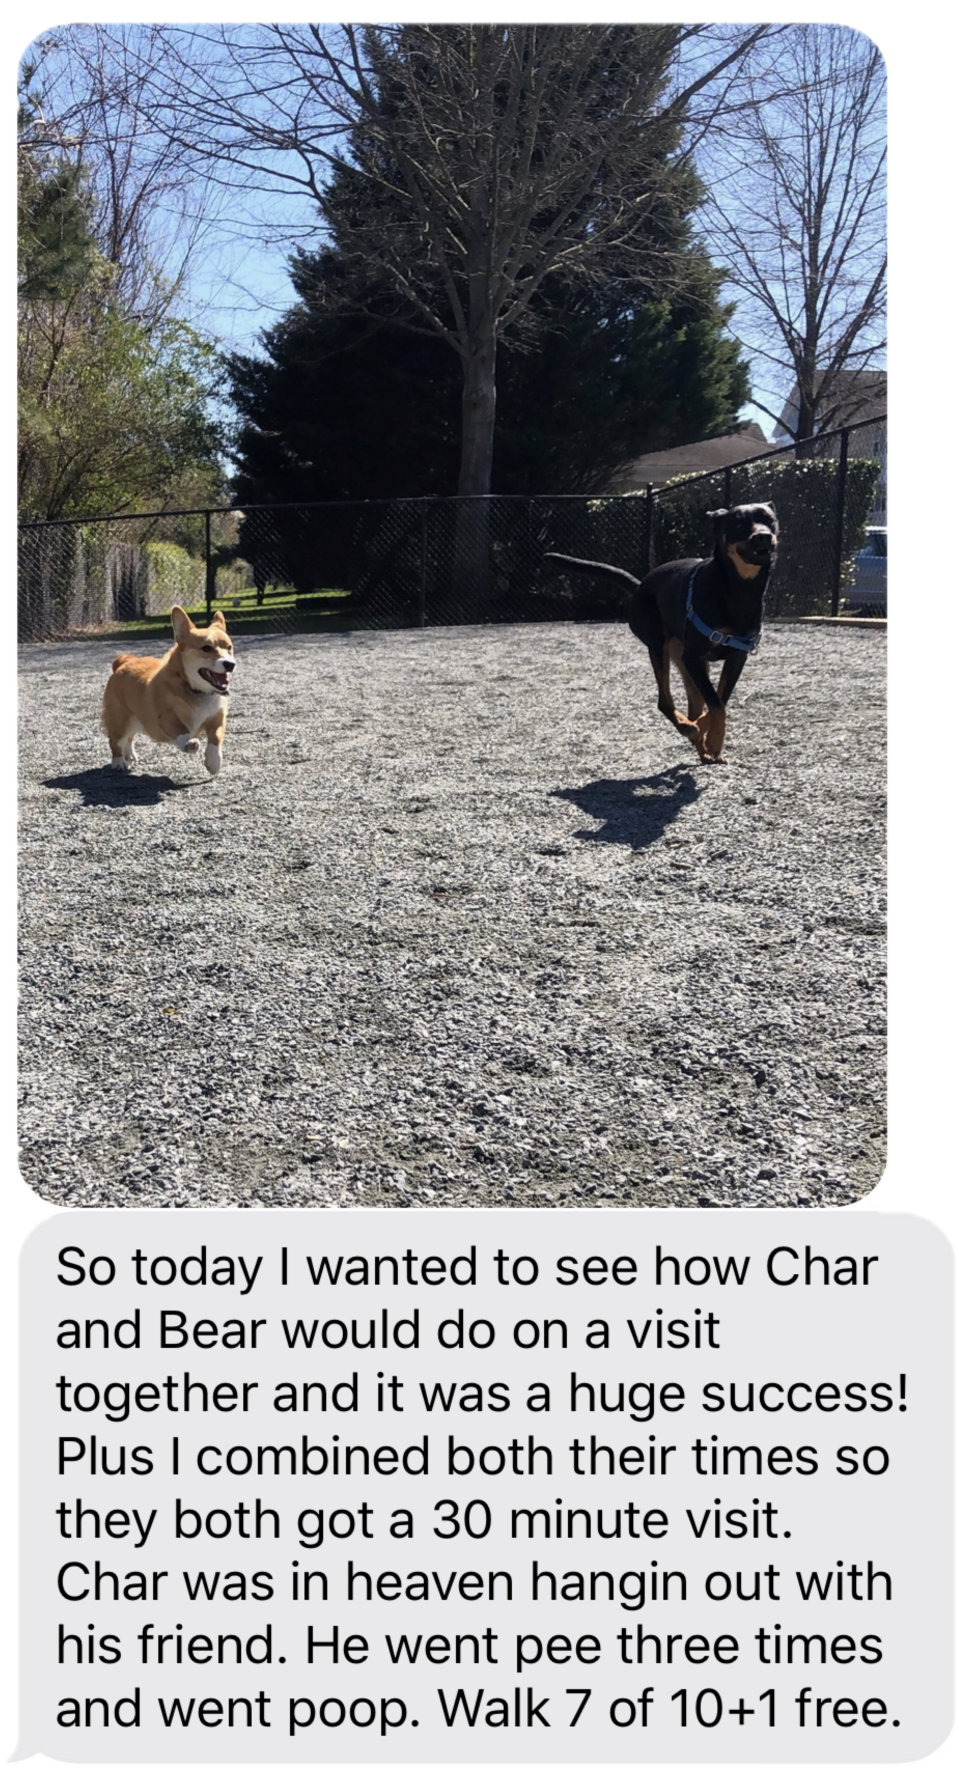 So today I wanted to see how Char
and Bear would do on a visit
together and it was a huge success!
Plus I combined both their times so
they both got a 30 minute visit.
Char was in heaven hangin out with
his friend. He went pee three times
and went poop. Walk 7 of 10+1 free.